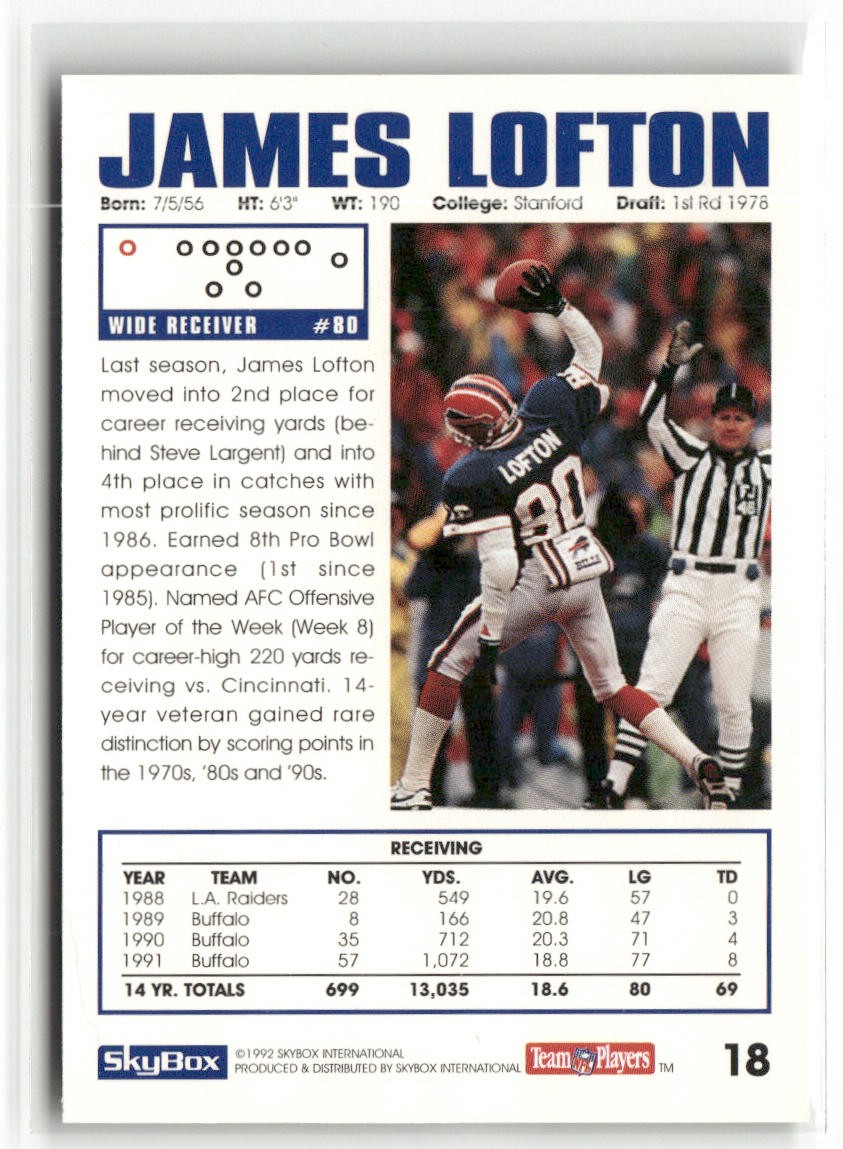 JAMES LOFTON
Born: 7/5/56 HT: 6'3" WT: 190 College: Stanford Draft: 1st Rd 1978
WIDE RECEIVER #80
Last season, James Lofton
moved into 2nd place for
career receiving yards (be-
hind Steve Largent) and into
4th place in catches with
most prolific season since
1986. Earned 8th Pro Bowl
appearance (1st since
1985). Named AFC Offensive
Player of the Week (Week 8)
for career-high 220 yards re-
ceiving vs. Cincinnati. 14-
year veteran gained rare
distinction by scoring points in
the 1970s, '80s and '90s.
LOFTON
80
BILLS
RECEIVING
YEAR TEAM NO. YDS. AVG. LG TD
1988 L.A. Raiders 28 549 19.6 57 0
1989 Buffalo 8 166 20.8 47 3
1990 Buffalo 35 712 20.3 71 4
1991 Buffalo 57 1,072 18.8 77 8
14 YR. TOTALS 699 13,035 18.6 80 69
SkyBox
©1992 SKYBOX INTERNATIONAL
PRODUCED & DISTRIBUTED BY SKYBOX INTERNATIONAL
Team NFL Players TM
18